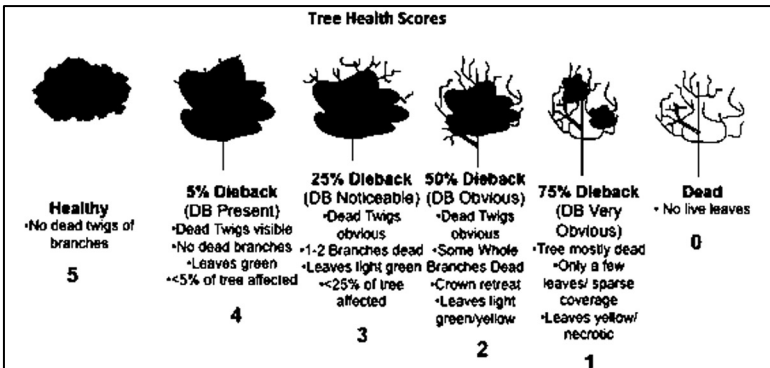 Tree Health Scores
Healthy
•No dead twigs of
branches
5
5% Dieback
(DB Present)
•Dead Twigs visible
•No dead branches
•Leaves green
•<5% of tree affected
4
25% Dieback
(DB Noticeable)
•Dead Twigs
obvious
•1-2 Branches dead
•Leaves light green
•<25% of tree
affected
3
50% Dieback
(DB Obvious)
•Dead Twigs
obvious
•Some Whole
Branches Dead
•Crown retreat
•Leaves light
green/yellow
2
75% Dieback
(DB Very
Obvious)
•Tree mostly dead
•Only a few
leaves/ sparse
coverage
•Leaves yellow/
necrotic
1
Dead
• No live leaves
0